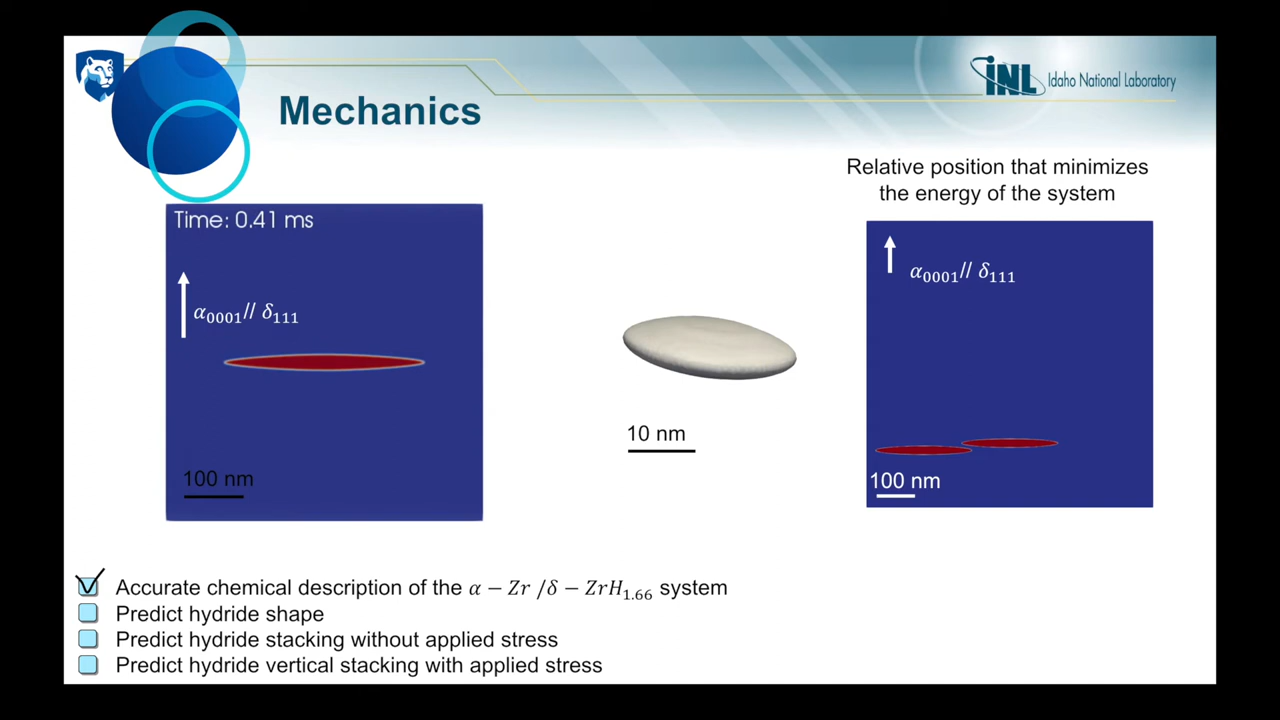 INL Idaho National Laboratory
Mechanics
Relative position that minimizes
the energy of the system
Time: 0.41 ms
α₀₀₀₁// δ₁₁₁
100 nm
10 nm
α₀₀₀₁// δ₁₁₁
100 nm
Accurate chemical description of the α − Zr /δ − ZrH₁.₆₆ system
Predict hydride shape
Predict hydride stacking without applied stress
Predict hydride vertical stacking with applied stress